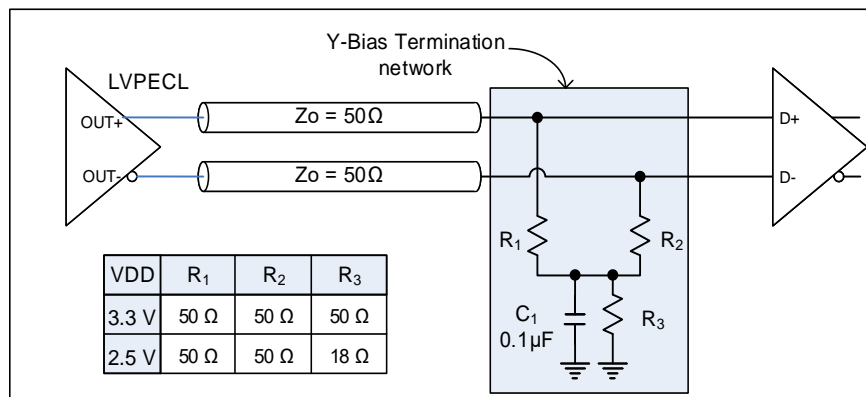 Y-Bias Termination
network
LVPECL
OUT+
Zo = 50Ω
D+
OUT-
Zo = 50Ω
D-
R1
R2
VDD R1 R2 R3
3.3 V 50 Ω 50 Ω 50 Ω
2.5 V 50 Ω 50 Ω 18 Ω
C1
0.1µF
R3